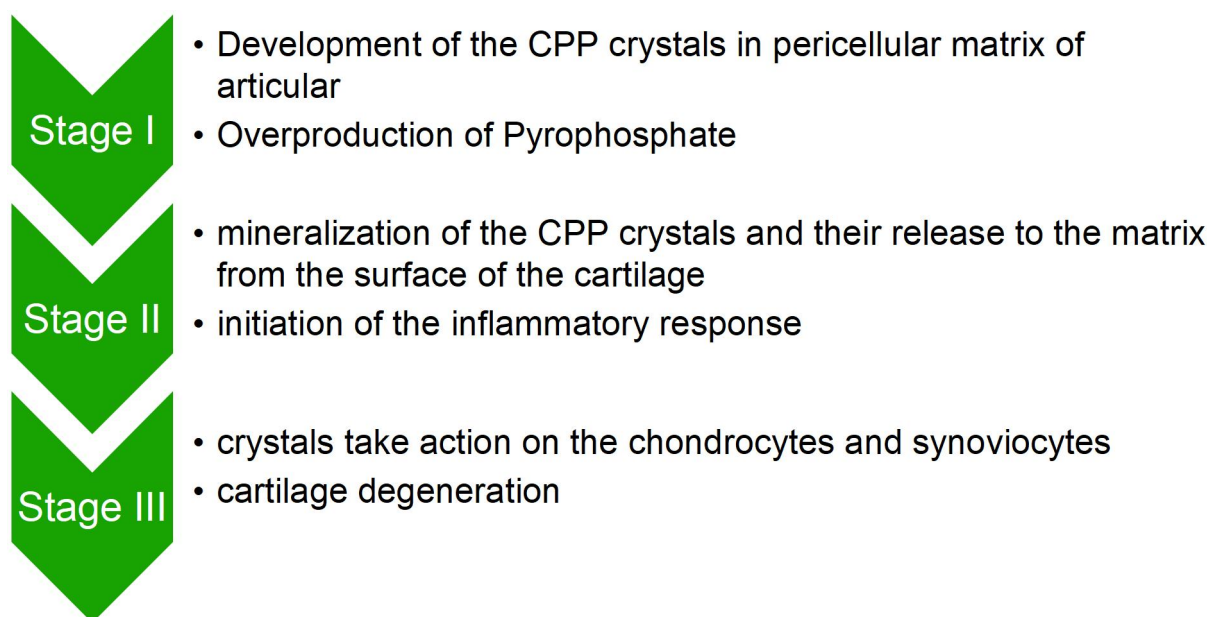 Stage I
• Development of the CPP crystals in pericellular matrix of
articular
• Overproduction of Pyrophosphate
Stage II
• mineralization of the CPP crystals and their release to the matrix
from the surface of the cartilage
• initiation of the inflammatory response
Stage III
• crystals take action on the chondrocytes and synoviocytes
• cartilage degeneration